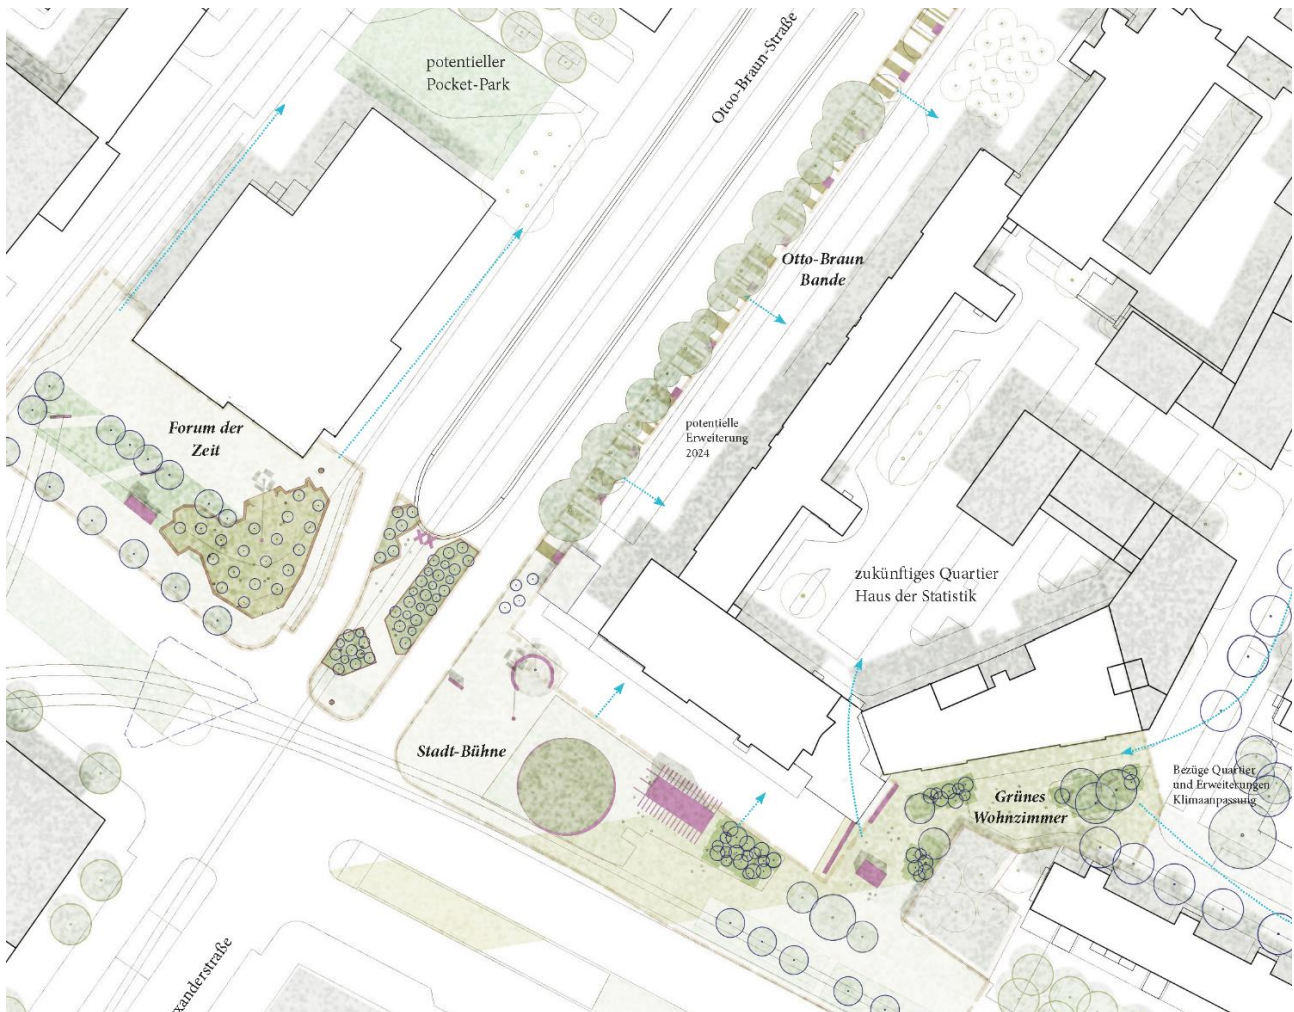 potentieller
Pocket-Park
Otoo-Braun-Straße
Otto-Braun
Bande
Forum der
Zeit
potentielle
Erweiterung
2024
zukünftiges Quartier
Haus der Statistik
Stadt-Bühne
Grünes
Wohnzimmer
Bezüge Quartier
und Erweiterungen
Klimaanpassung
xanderstraße